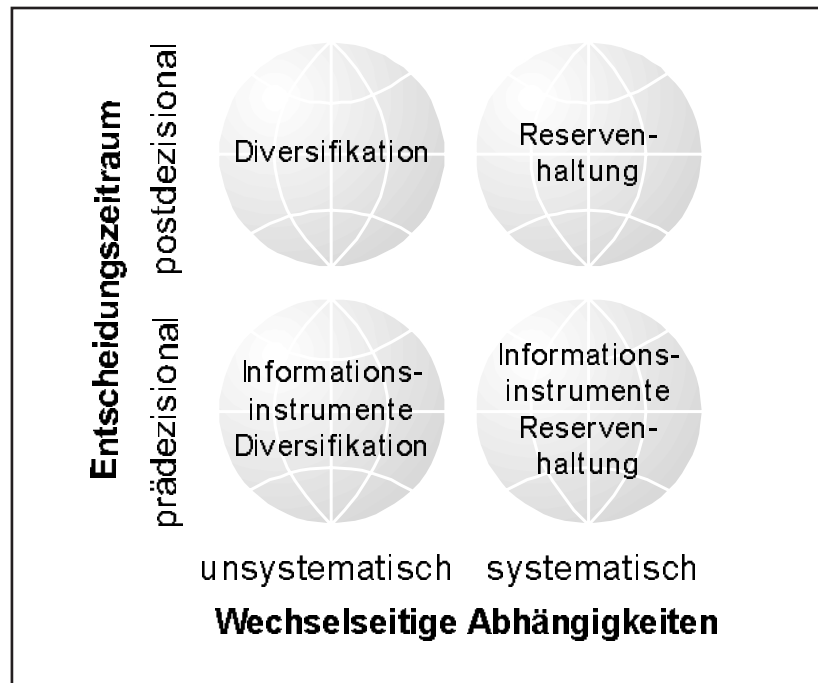 Entscheidungszeitraum
postdezisional
Diversifikation
Reserven-
haltung
prädezisional
Informations-
instrumente
Diversifikation
Informations-
instrumente
Reserven-
haltung
unsystematisch
systematisch
Wechselseitige Abhängigkeiten